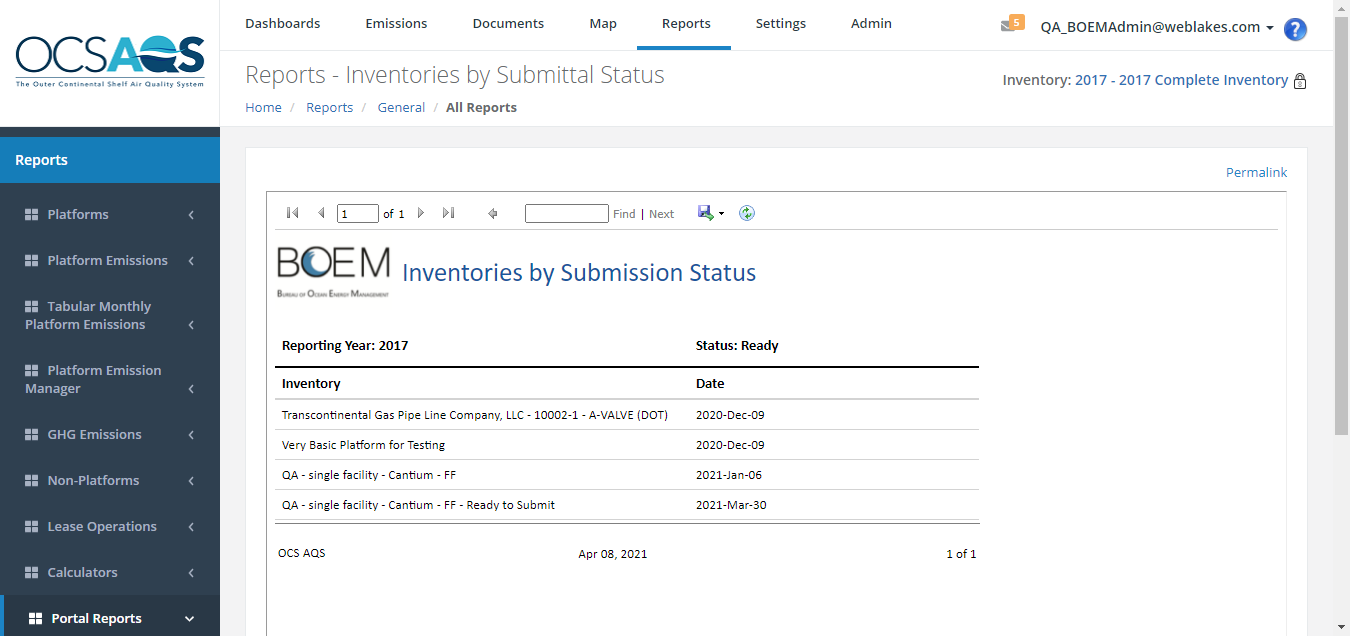 OCSAQS
The Outer Continental Shelf Air Quality System
Dashboards Emissions Documents Map Reports Settings Admin
5 QA_BOEMAdmin@weblakes.com ?
Reports - Inventories by Submittal Status
Inventory: 2017 - 2017 Complete Inventory
Home / Reports / General / All Reports
Reports
Platforms
Platform Emissions
Tabular Monthly
Platform Emissions
Platform Emission
Manager
GHG Emissions
Non-Platforms
Lease Operations
Calculators
Portal Reports
Permalink
1 of 1 Find | Next
BOEM
Bureau of Ocean Energy Management
Inventories by Submission Status
Reporting Year: 2017 Status: Ready
Inventory Date
Transcontinental Gas Pipe Line Company, LLC - 10002-1 - A-VALVE (DOT) 2020-Dec-09
Very Basic Platform for Testing 2020-Dec-09
QA - single facility - Cantium - FF 2021-Jan-06
QA - single facility - Cantium - FF - Ready to Submit 2021-Mar-30
OCS AQS Apr 08, 2021 1 of 1